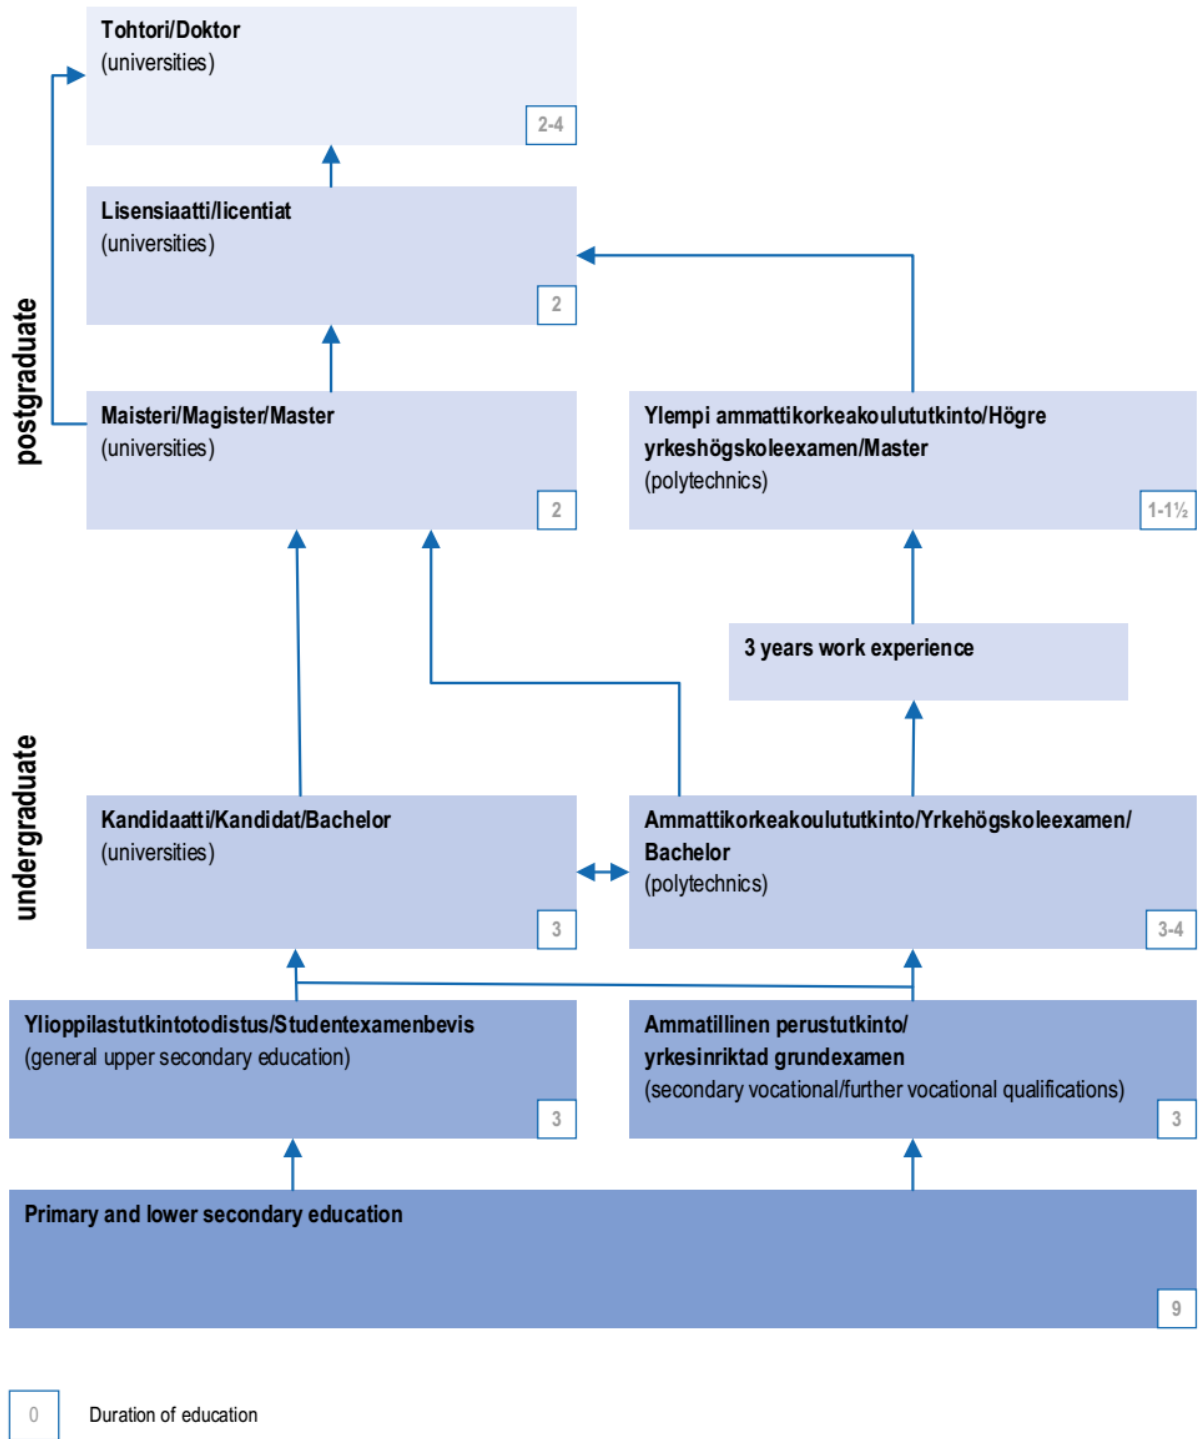 Tohtori/Doktor
(universities)
2-4
Lisensiaatti/licentiat
(universities)
2
postgraduate
Maisteri/Magister/Master
(universities)
2
Ylempi ammattikorkeakoulututkinto/Högre
yrkeshögskoleexamen/Master
(polytechnics)
1-1½
3 years work experience
undergraduate
Kandidaatti/Kandidat/Bachelor
(universities)
3
Ammattikorkeakoulututkinto/Yrkehögskoleexamen/
Bachelor
(polytechnics)
3-4
Ylioppilastutkintotodistus/Studentexamenbevis
(general upper secondary education)
3
Ammatillinen perustutkinto/
yrkesinriktad grundexamen
(secondary vocational/further vocational qualifications)
3
Primary and lower secondary education
9
0 Duration of education